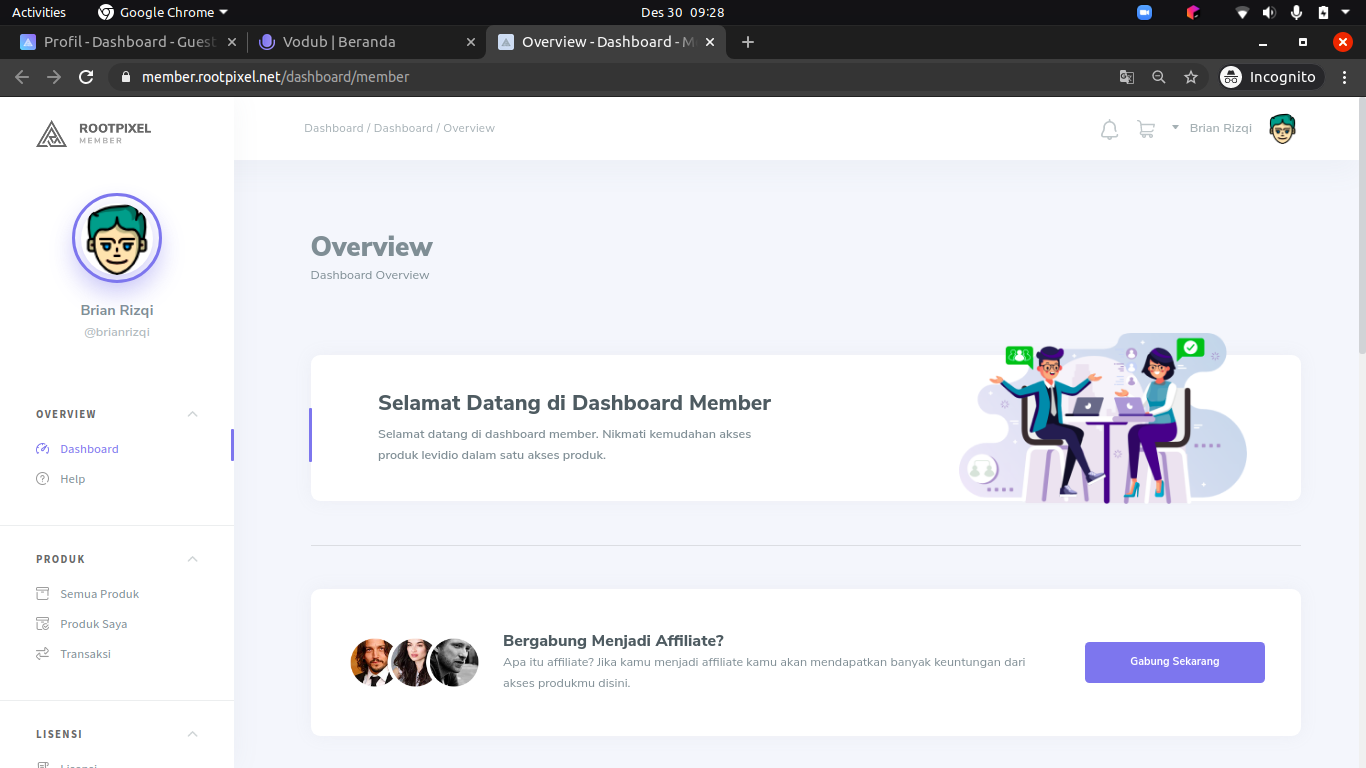 Activities
Google Chrome
Des 30 09:28
Profil - Dashboard - Guest
Vodub | Beranda
Overview - Dashboard - M
member.rootpixel.net/dashboard/member
Incognito
ROOTPIXEL
MEMBER
Dashboard / Dashboard / Overview
Brian Rizqi
Brian Rizqi
@brianrizqi
OVERVIEW
Dashboard
Help
PRODUK
Semua Produk
Produk Saya
Transaksi
LISENSI
Lisensi
Overview
Dashboard Overview
Selamat Datang di Dashboard Member
Selamat datang di dashboard member. Nikmati kemudahan akses
produk levidio dalam satu akses produk.
Bergabung Menjadi Affiliate?
Apa itu affiliate? Jika kamu menjadi affiliate kamu akan mendapatkan banyak keuntungan dari
akses produkmu disini.
Gabung Sekarang